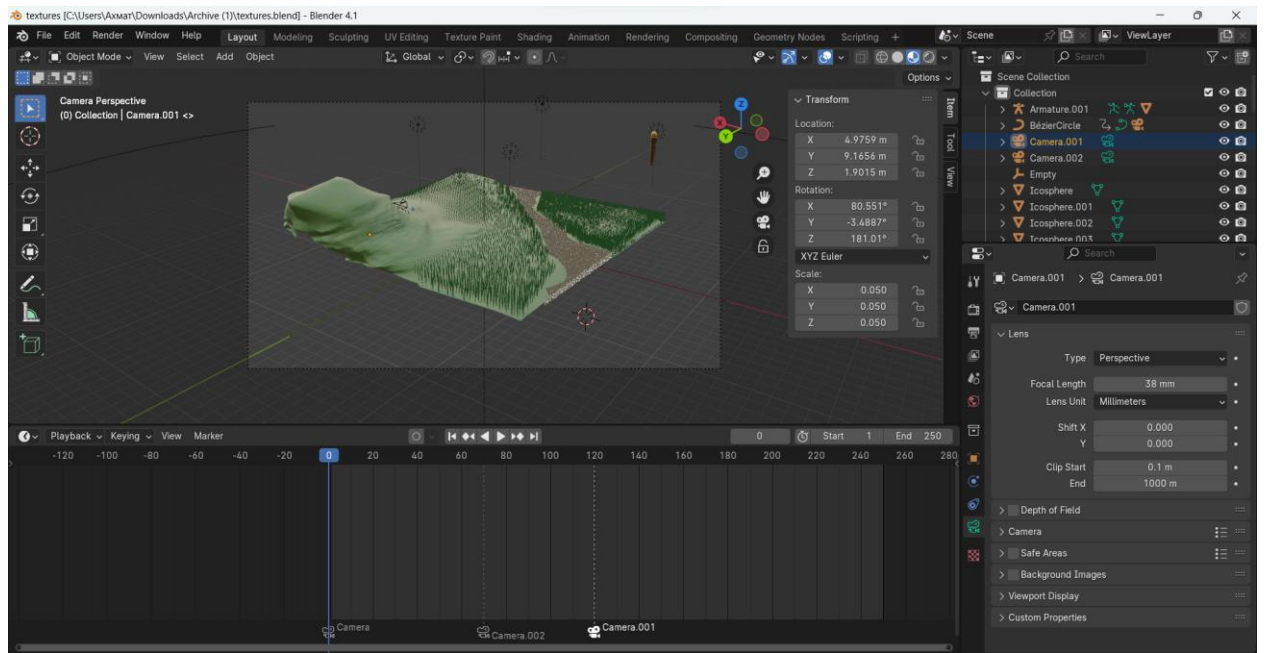 textures [C:\Users\Ахмат\Downloads\Archive (1)\textures.blend] - Blender 4.1
File Edit Render Window Help Layout Modeling Sculpting UV Editing Texture Paint Shading Animation Rendering Compositing Geometry Nodes Scripting + Scene ViewLayer
Object Mode View Select Add Object Global Search
Options
Camera Perspective
(0) Collection | Camera.001 <>
Z
X
Y
Transform
Location:
X 4.9759 m
Y 9.1656 m
Z 1.9015 m
Rotation:
X 80.551°
Y -3.4887°
Z 181.01°
XYZ Euler
Scale:
X 0.050
Y 0.050
Z 0.050
Item
Tool
View
Scene Collection
Collection
Armature.001
BézierCircle
Camera.001
Camera.002
Empty
Icosphere
Icosphere.001
Icosphere.002
Icosphere.003
Search
Camera.001 > Camera.001
Camera.001
Lens
Type Perspective
Focal Length 38 mm
Lens Unit Millimeters
Shift X 0.000
Y 0.000
Clip Start 0.1 m
End 1000 m
Depth of Field
Camera
Safe Areas
Background Images
Viewport Display
Custom Properties
Playback Keying View Marker 0 Start 1 End 250
-120 -100 -80 -60 -40 -20 0 20 40 60 80 100 120 140 160 180 200 220 240 260 280
Camera Camera.002 Camera.001